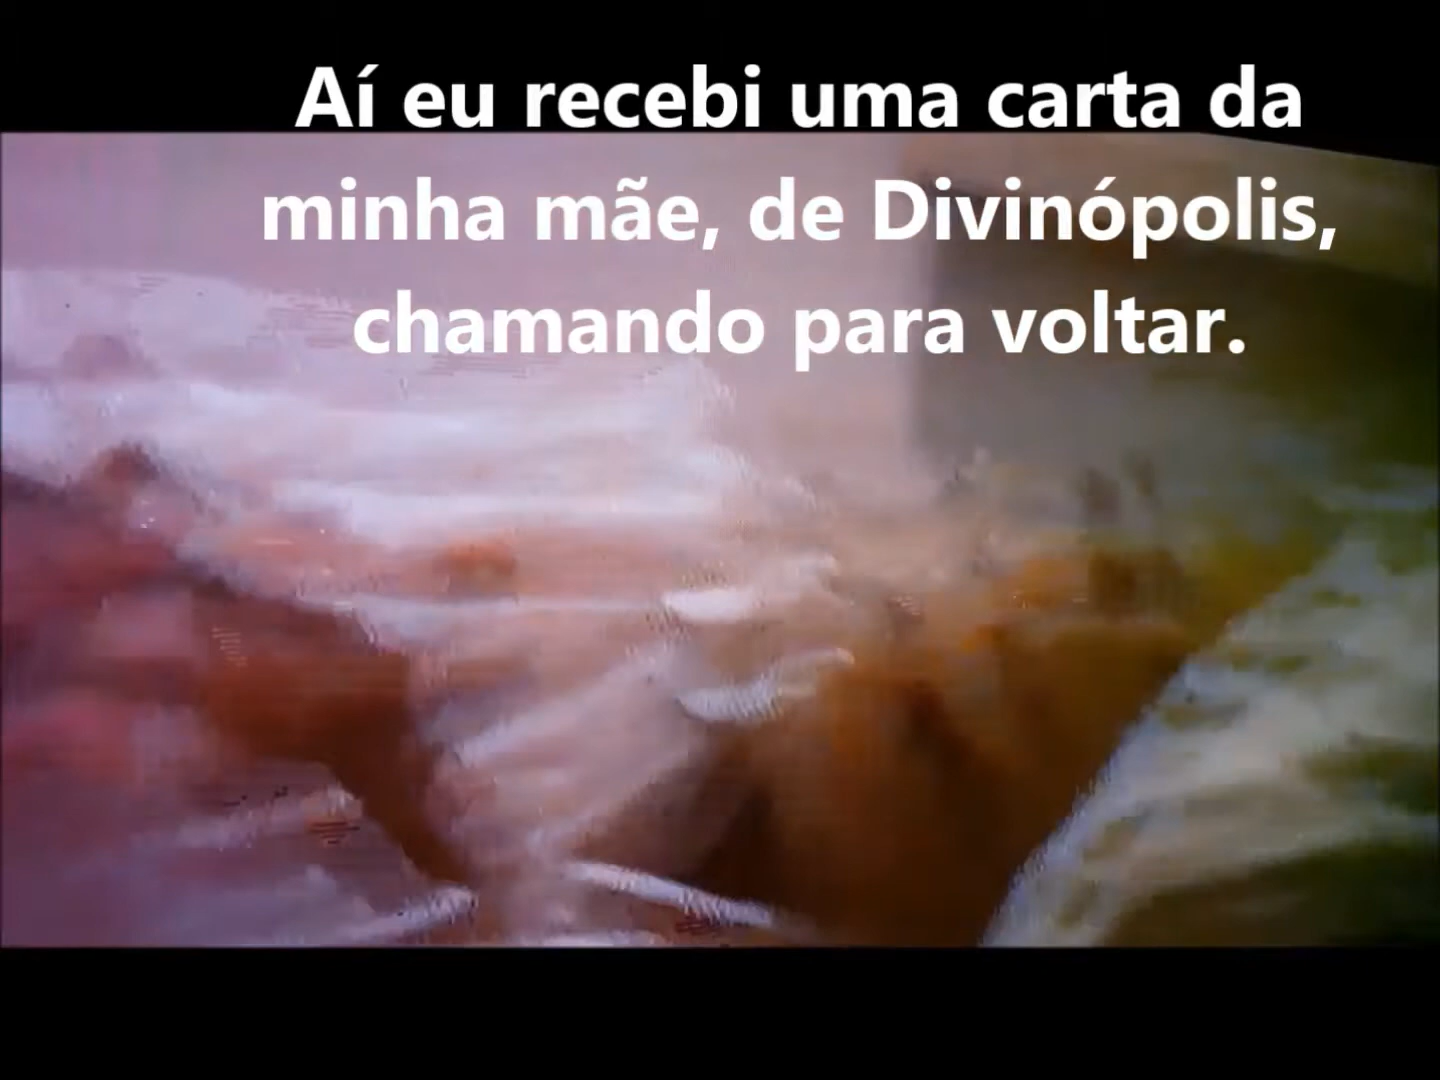 Aí eu recebi uma carta da
minha mãe, de Divinópolis,
chamando para voltar.